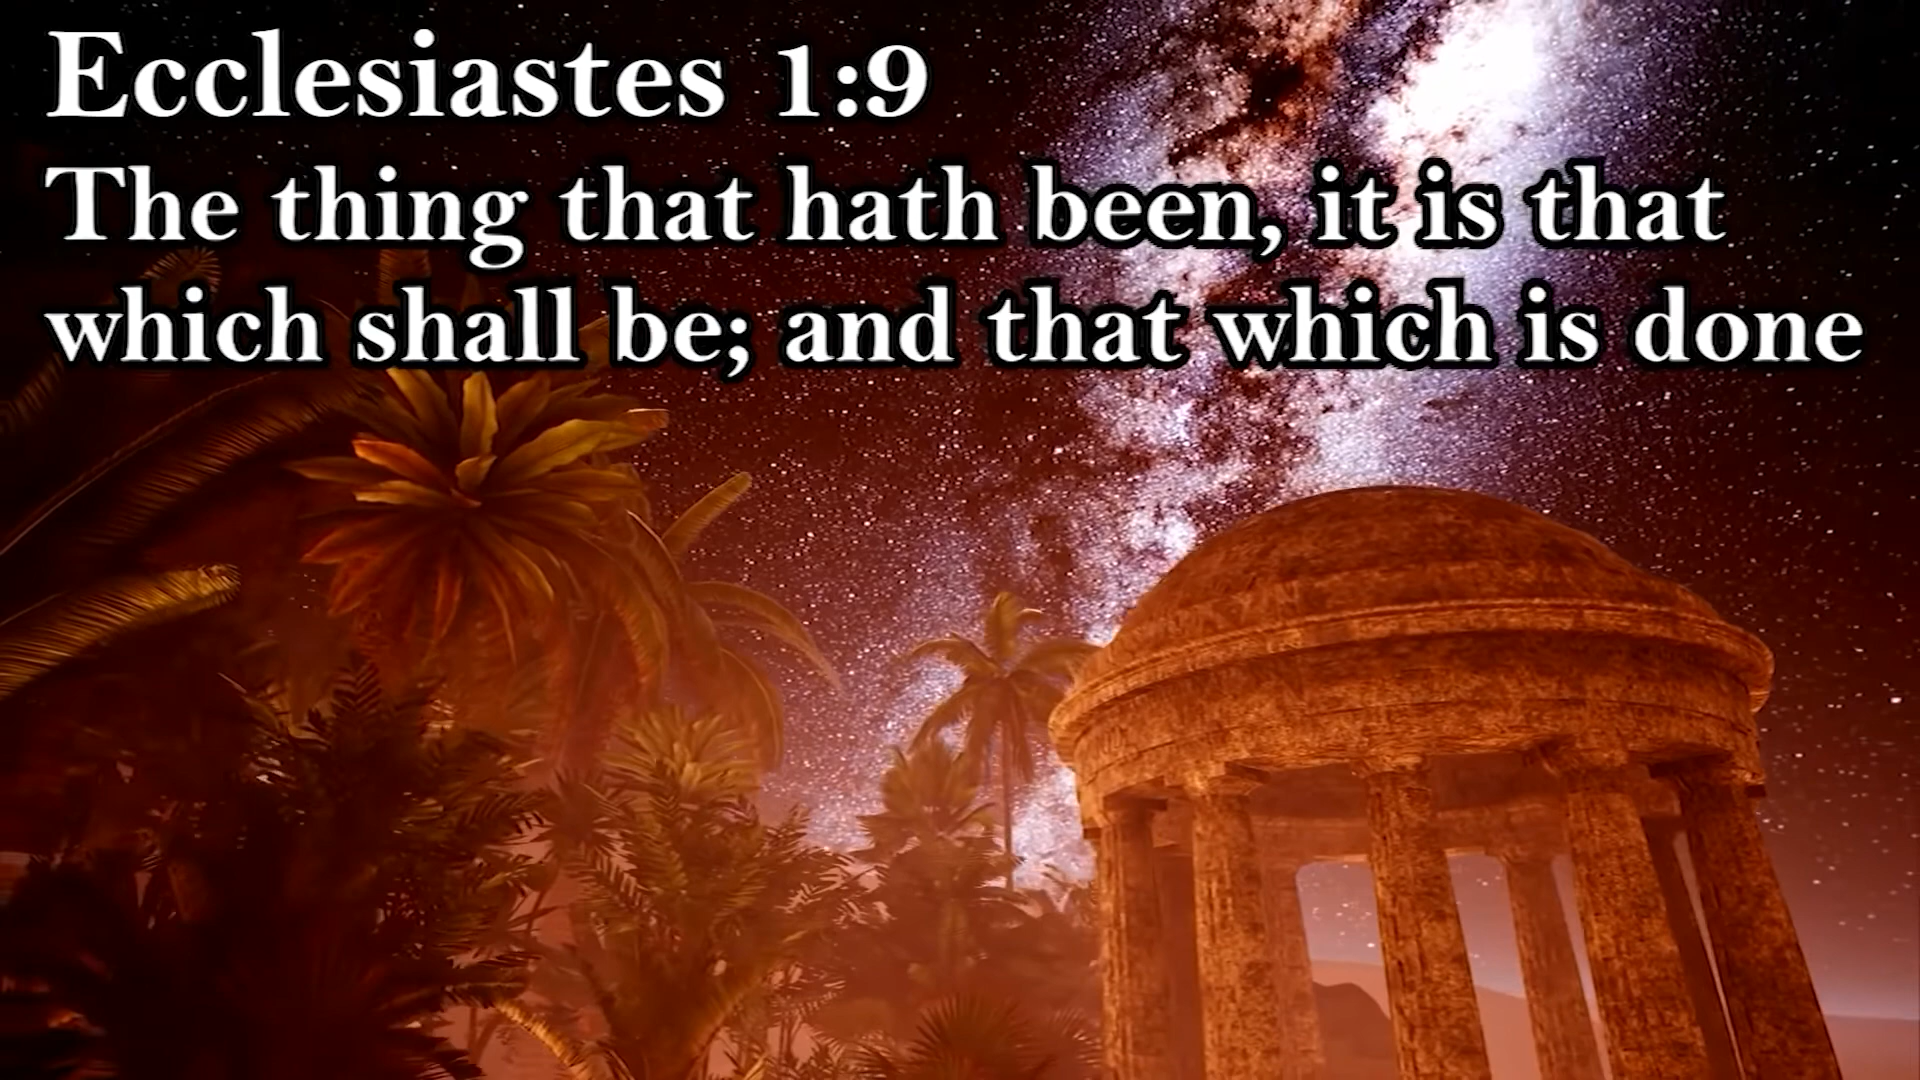 Ecclesiastes 1:9
The thing that hath been, it is that
which shall be; and that which is done